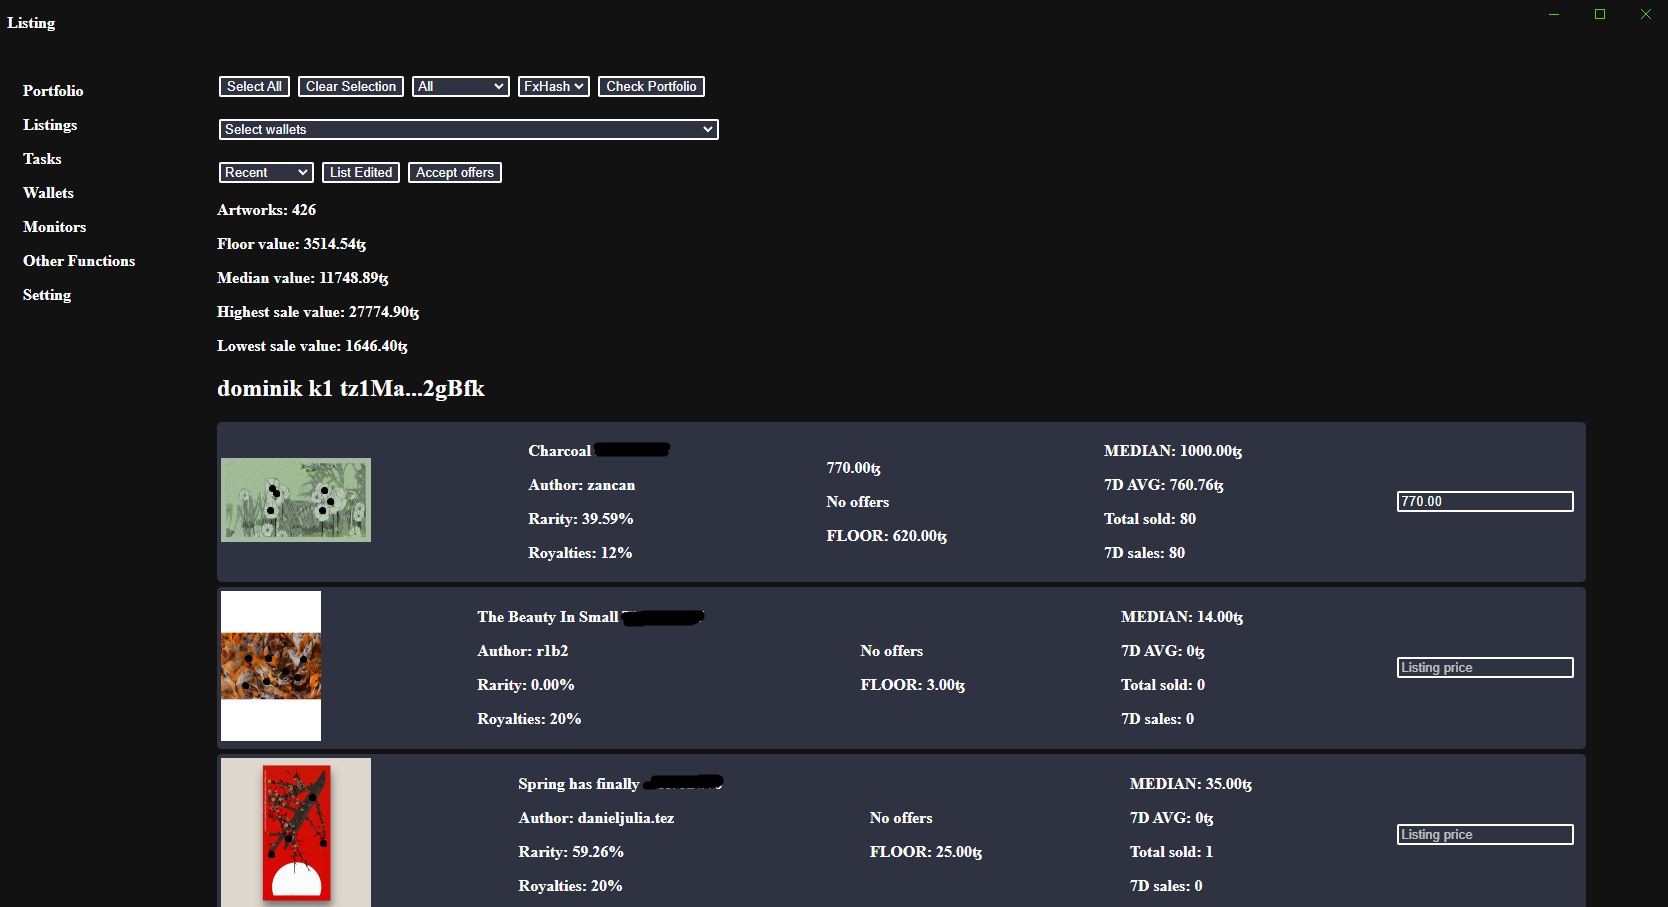 Listing
Portfolio
Listings
Tasks
Wallets
Monitors
Other Functions
Setting
Select All Clear Selection All FxHash Check Portfolio
Select wallets
Recent List Edited Accept offers
Artworks: 426
Floor value: 3514.54ꜩ
Median value: 11748.89ꜩ
Highest sale value: 27774.90ꜩ
Lowest sale value: 1646.40ꜩ
dominik k1 tz1Ma...2gBfk
Charcoal
Author: zancan
Rarity: 39.59%
Royalties: 12%
770.00ꜩ
No offers
FLOOR: 620.00ꜩ
MEDIAN: 1000.00ꜩ
7D AVG: 760.76ꜩ
Total sold: 80
7D sales: 80
770.00
The Beauty In Small
Author: r1b2
Rarity: 0.00%
Royalties: 20%
No offers
FLOOR: 3.00ꜩ
MEDIAN: 14.00ꜩ
7D AVG: 0ꜩ
Total sold: 0
7D sales: 0
Listing price
Spring has finally
Author: danieljulia.tez
Rarity: 59.26%
Royalties: 20%
No offers
FLOOR: 25.00ꜩ
MEDIAN: 35.00ꜩ
7D AVG: 0ꜩ
Total sold: 1
7D sales: 0
Listing price